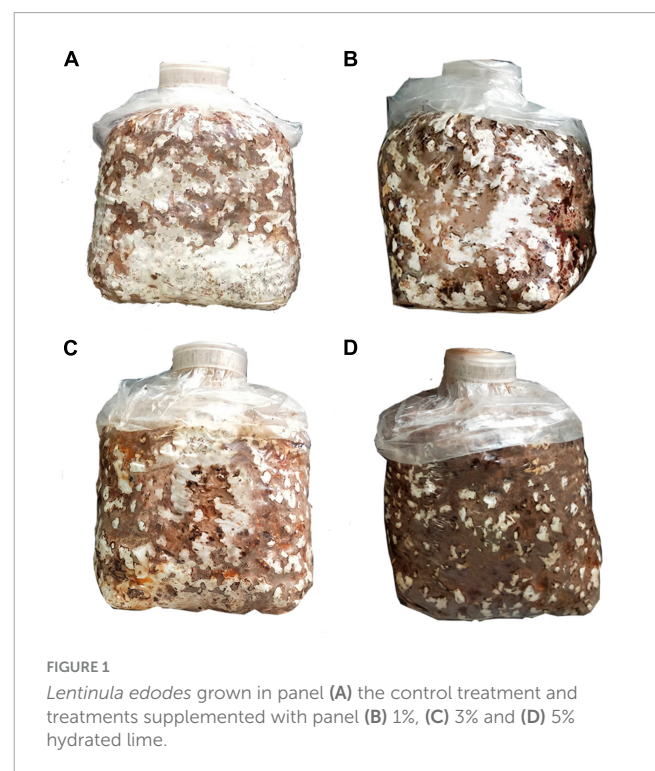 A
B
C
D
FIGURE 1
Lentinula edodes grown in panel (A) the control treatment and
treatments supplemented with panel (B) 1%, (C) 3% and (D) 5%
hydrated lime.